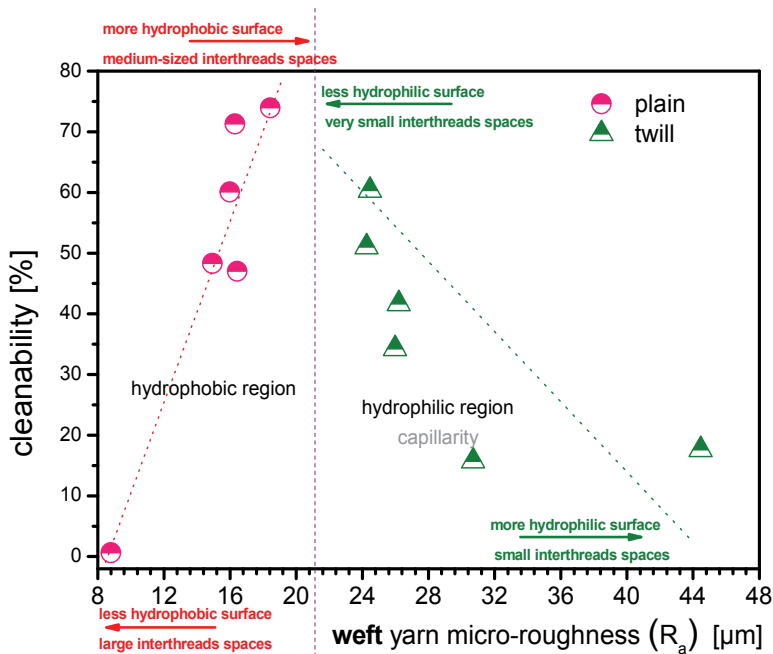 more hydrophobic surface
medium-sized interthreads spaces
80
70
60
50
40
30
20
10
0
cleanability [%]
less hydrophilic surface
very small interthreads spaces
plain
twill
hydrophobic region
hydrophilic region
capillarity
more hydrophilic surface
small interthreads spaces
8 12 16 20 24 28 32 36 40 44 48
less hydrophobic surface
large interthreads spaces
weft yarn micro-roughness (Ra) [µm]